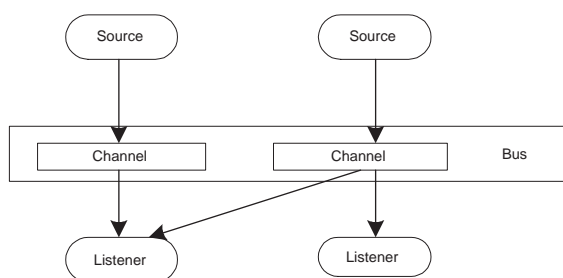 Source
Source
Channel
Channel
Bus
Listener
Listener